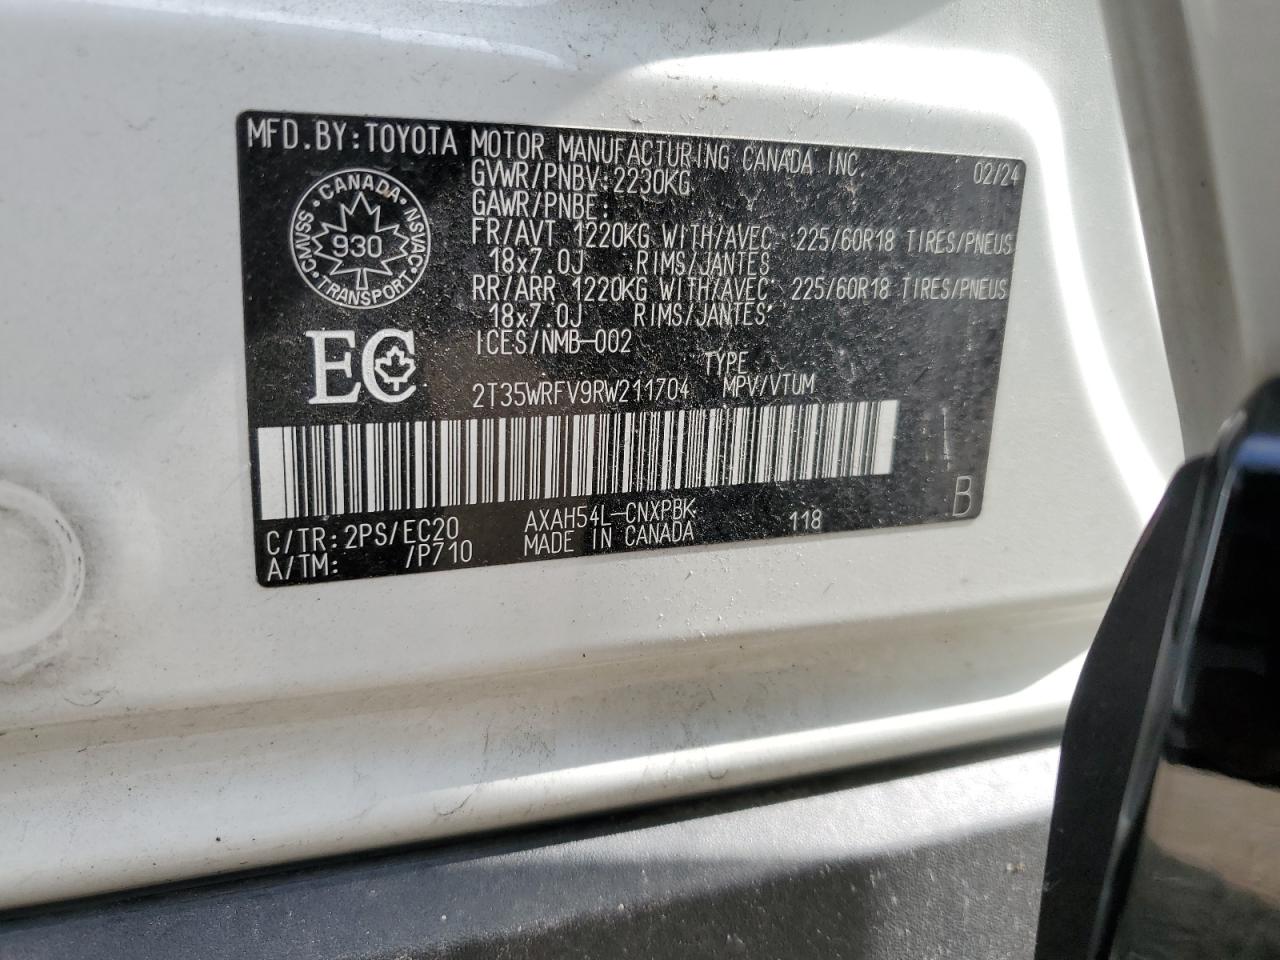 MFD.BY:TOYOTA MOTOR MANUFACTURING CANADA INC. 02/24
GVWR/PNBV:2230KG
GAWR/PNBE:
FR/AVT 1220KG WITH/AVEC 225/60R18 TIRES/PNEUS
18x7.0J RIMS/JANTES
RR/ARR 1220KG WITH/AVEC 225/60R18 TIRES/PNEUS
18x7.0J RIMS/JANTES
ICES/NMB-002
CANADA · NSVAC · TRANSPORT · CMVSS
930
EC
TYPE
2T35WRFV9RW211704 MPV/VTUM
C/TR: 2PS/EC20 AXAH54L-CNXPBK 118 B
A/TM: /P710 MADE IN CANADA